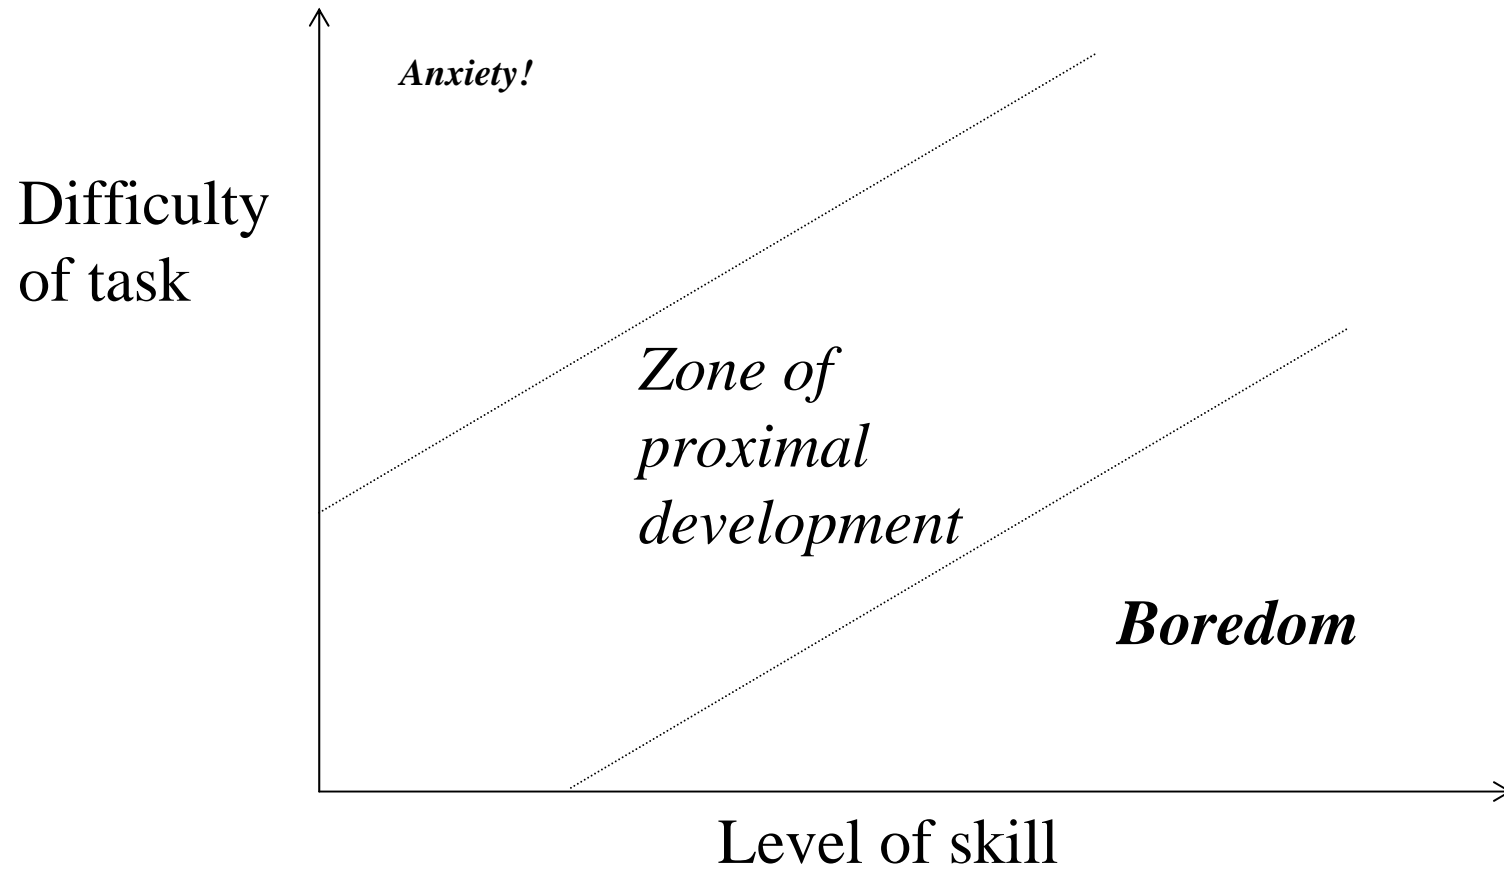 Anxiety!
Difficulty
of task
Zone of
proximal
development
Boredom
Level of skill